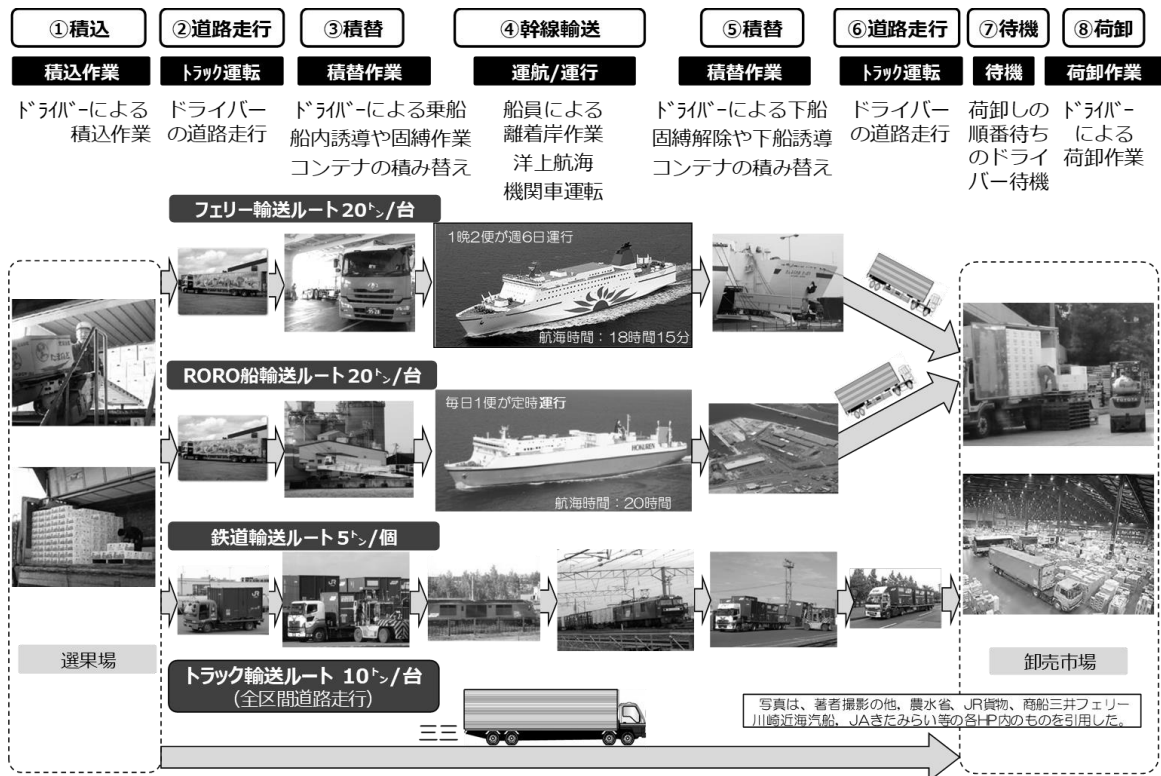 ①積込
②道路走行
③積替
④幹線輸送
⑤積替
⑥道路走行
⑦待機
⑧荷卸
積込作業
ﾄﾗｯｸ運転
積替作業
運航/運行
積替作業
ﾄﾗｯｸ運転
待機
荷卸作業
ﾄﾞﾗｲﾊﾞｰによる
積込作業
ドライバー
の道路走行
ﾄﾞﾗｲﾊﾞｰによる乗船
船内誘導や固縛作業
コンテナの積み替え
船員による
離着岸作業
洋上航海
機関車運転
ﾄﾞﾗｲﾊﾞｰによる下船
固縛解除や下船誘導
コンテナの積み替え
ドライバー
の道路走行
荷卸しの
順番待ち
のドライ
バー待機
ﾄﾞﾗｲﾊﾞｰ
による
荷卸作業
フェリー輸送ルート20㌧/台
1晩2便が週6日運行
航海時間：18時間15分
RORO船輸送ルート20㌧/台
毎日1便が定時運行
HOKUREN
航海時間：20時間
鉄道輸送ルート5㌧/個
選果場
卸売市場
トラック輸送ルート 10㌧/台
(全区間道路走行)
写真は、著者撮影の他，農水省、JR貨物、商船三井フェリー
川崎近海汽船，JAきたみらい等の各HP内のものを引用した。